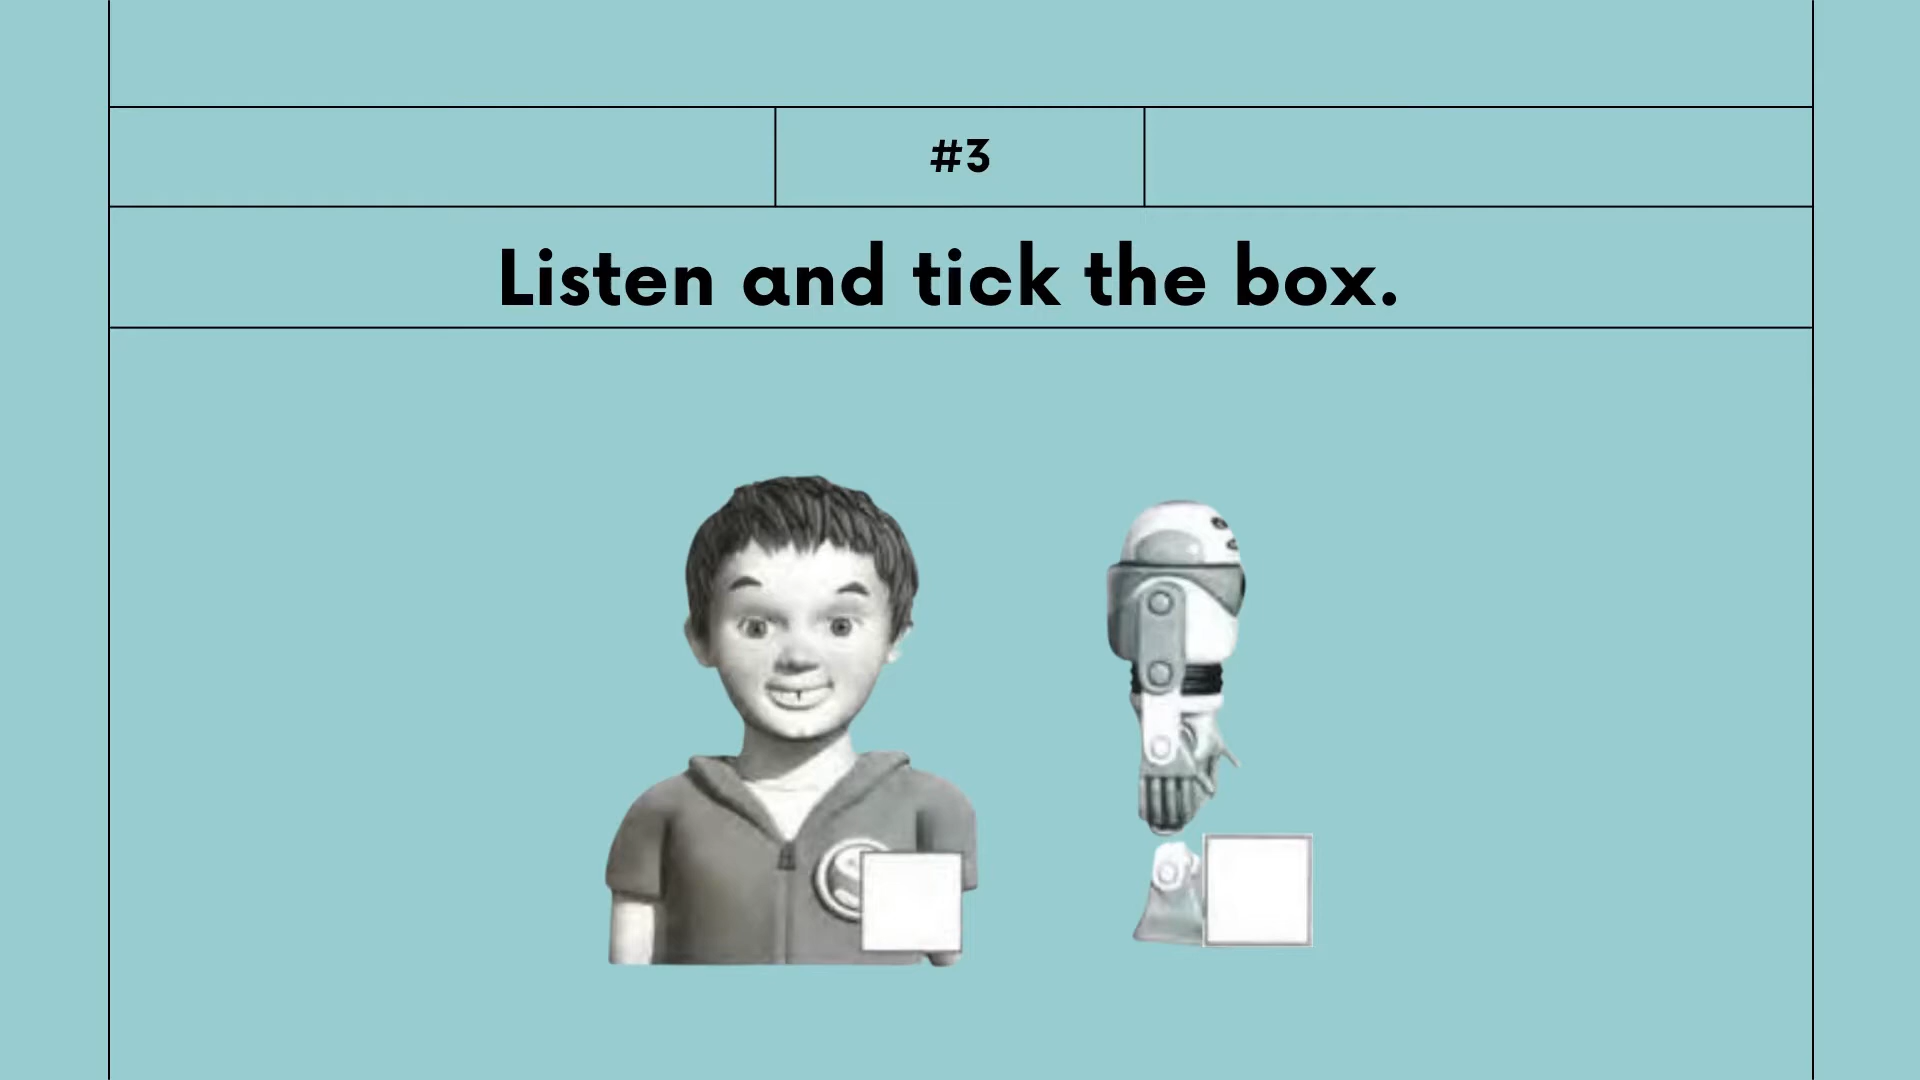 #3
Listen and tick the box.